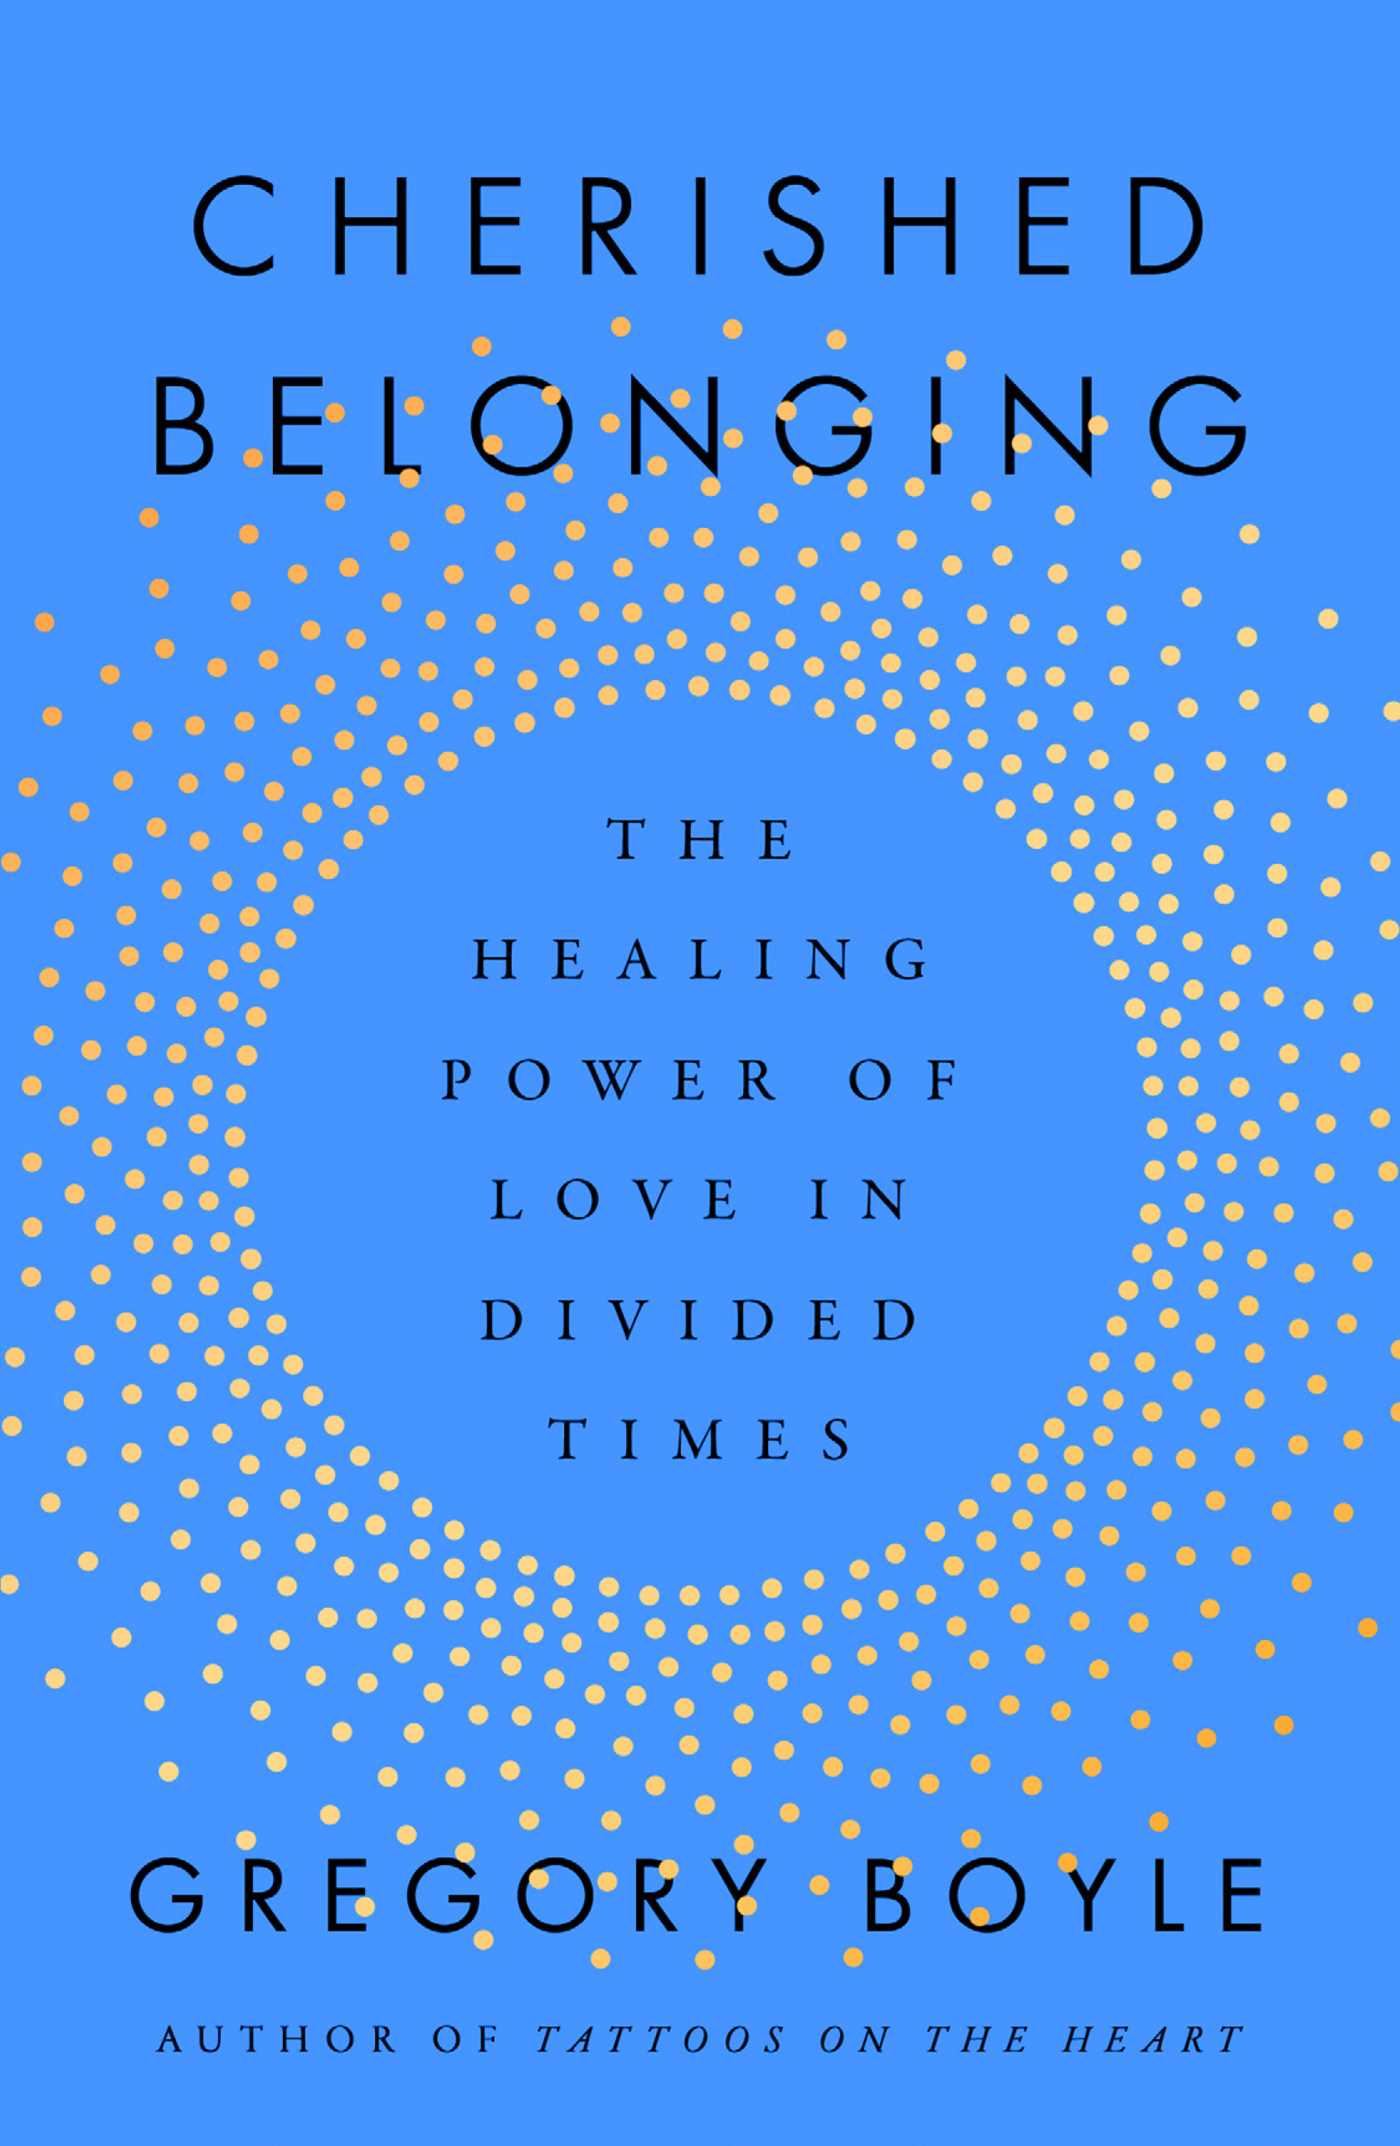 CHERISHED
BELONGING
THE
HEALING
POWER OF
LOVE IN
DIVIDED
TIMES
GREGORY BOYLE
AUTHOR OF TATTOOS ON THE HEART